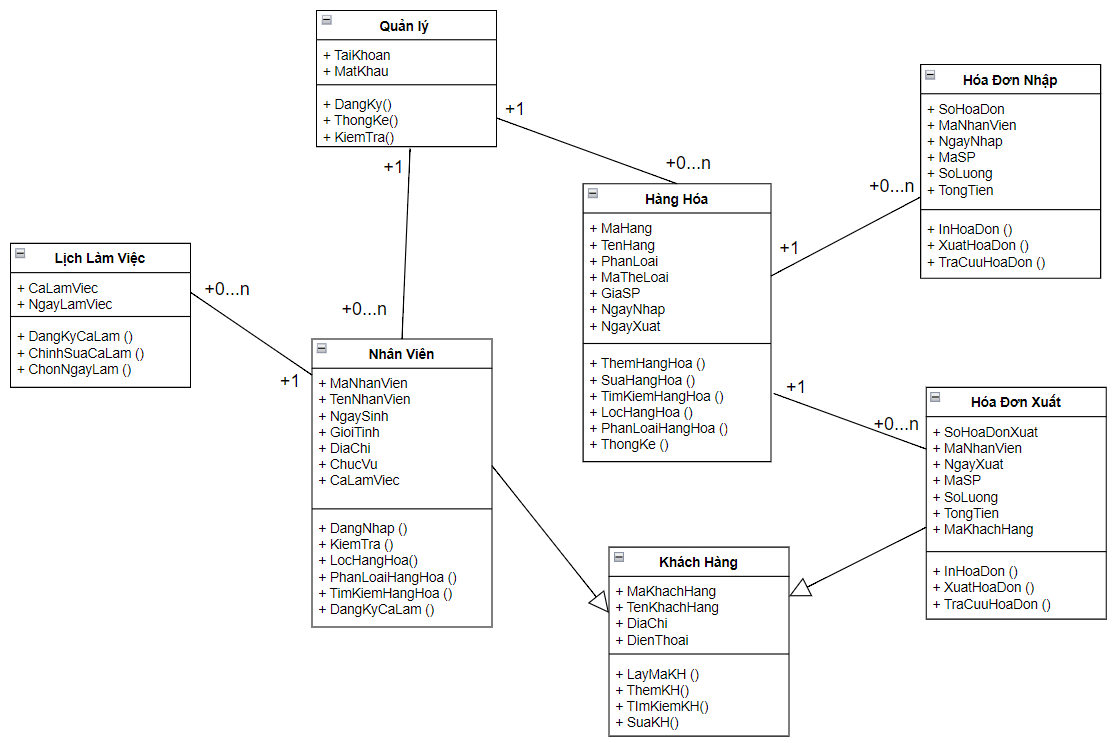 Quản lý
+ TaiKhoan
+ MatKhau
+ DangKy()
+ ThongKe()
+ KiemTra()
+1
+0...n
+1
+0...n
Hóa Đơn Nhập
+ SoHoaDon
+ MaNhanVien
+ NgayNhap
+ MaSP
+ SoLuong
+ TongTien
+ InHoaDon ()
+ XuatHoaDon ()
+ TraCuuHoaDon ()
Hàng Hóa
+ MaHang
+ TenHang
+ PhanLoai
+ MaTheLoai
+ GiaSP
+ NgayNhap
+ NgayXuat
+ ThemHangHoa ()
+ SuaHangHoa ()
+ TimKiemHangHoa ()
+ LocHangHoa ()
+ PhanLoaiHangHoa ()
+ ThongKe ()
+0...n
+1
+1
+0...n
Lịch Làm Việc
+ CaLamViec
+ NgayLamViec
+ DangKyCaLam ()
+ ChinhSuaCaLam ()
+ ChonNgayLam ()
+0...n
+1
Nhân Viên
+ MaNhanVien
+ TenNhanVien
+ NgaySinh
+ GioiTinh
+ DiaChi
+ ChucVu
+ CaLamViec
+ DangNhap ()
+ KiemTra ()
+ LocHangHoa()
+ PhanLoaiHangHoa ()
+ TimKiemHangHoa ()
+ DangKyCaLam ()
Hóa Đơn Xuất
+ SoHoaDonXuat
+ MaNhanVien
+ NgayXuat
+ MaSP
+ SoLuong
+ TongTien
+ MaKhachHang
+ InHoaDon ()
+ XuatHoaDon ()
+ TraCuuHoaDon ()
Khách Hàng
+ MaKhachHang
+ TenKhachHang
+ DiaChi
+ DienThoai
+ LayMaKH ()
+ ThemKH()
+ TImKiemKH()
+ SuaKH()